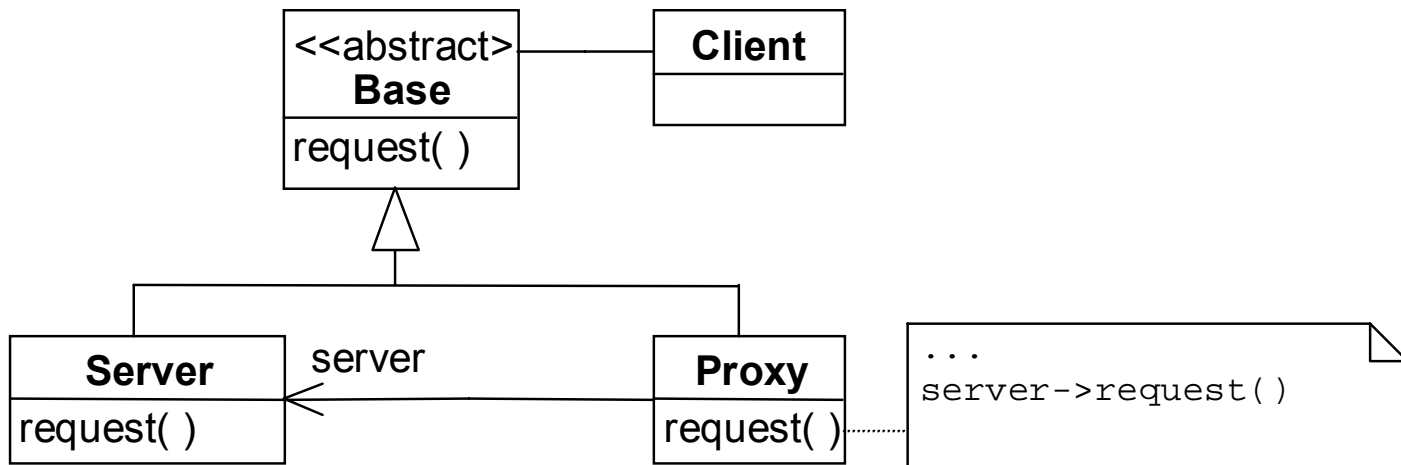 <<abstract>
Base
request( )
Client
Server
request( )
server
Proxy
request( )
...
server->request()